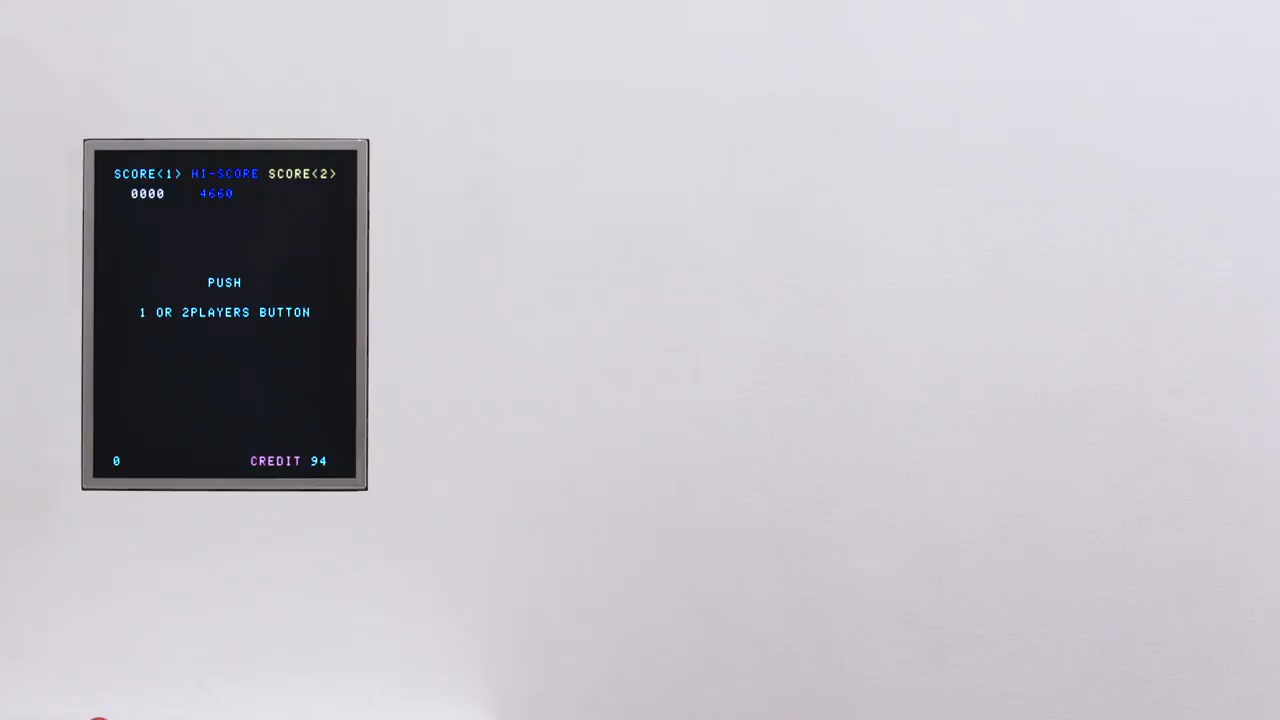 SCORE<1> HI-SCORE SCORE<2>
0000 4660
PUSH
1 OR 2PLAYERS BUTTON
0 CREDIT 94